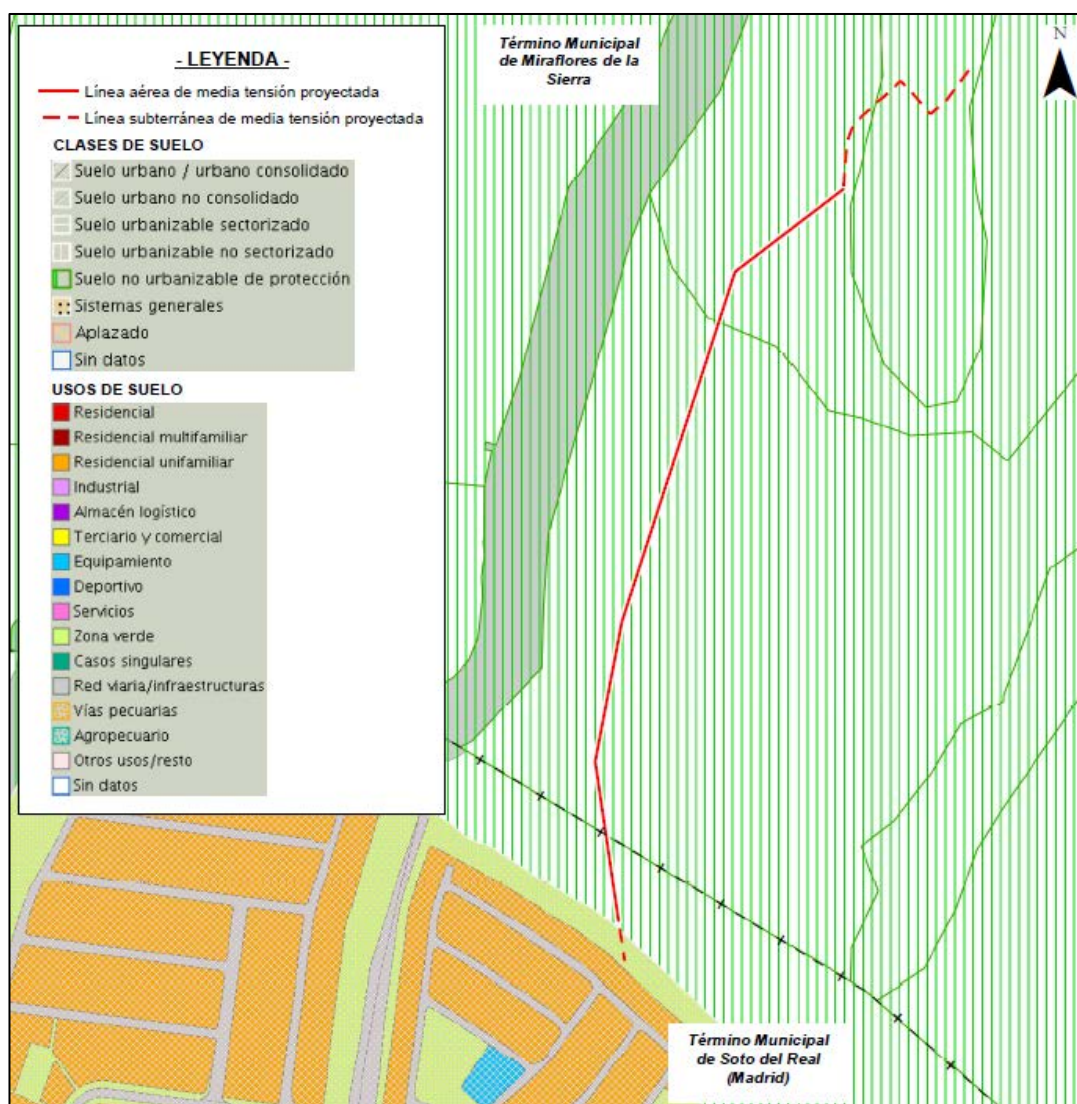 - LEYENDA -
Línea aérea de media tensión proyectada
Línea subterránea de media tensión proyectada
CLASES DE SUELO
Suelo urbano / urbano consolidado
Suelo urbano no consolidado
Suelo urbanizable sectorizado
Suelo urbanizable no sectorizado
Suelo no urbanizable de protección
Sistemas generales
Aplazado
Sin datos
USOS DE SUELO
Residencial
Residencial multifamiliar
Residencial unifamiliar
Industrial
Almacén logístico
Terciario y comercial
Equipamiento
Deportivo
Servicios
Zona verde
Casos singulares
Red viaria/infraestructuras
Vías pecuarias
Agropecuario
Otros usos/resto
Sin datos
Término Municipal
de Miraflores de la
Sierra
N
Término Municipal
de Soto del Real
(Madrid)